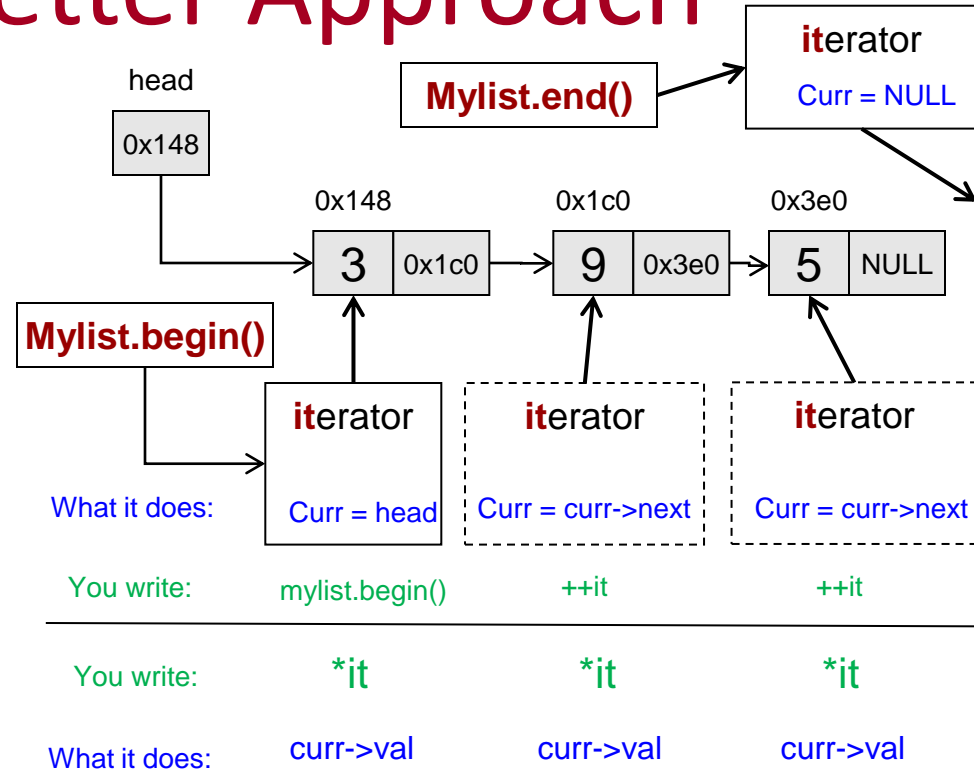 etter Approach
iterator
Curr = NULL
Mylist.end()
head
0x148
0x148
0x1c0
0x3e0
3
0x1c0
9
0x3e0
5
NULL
Mylist.begin()
iterator
iterator
iterator
What it does:
Curr = head
Curr = curr->next
Curr = curr->next
You write:
mylist.begin()
++it
++it
You write:
*it
*it
*it
What it does:
curr->val
curr->val
curr->val